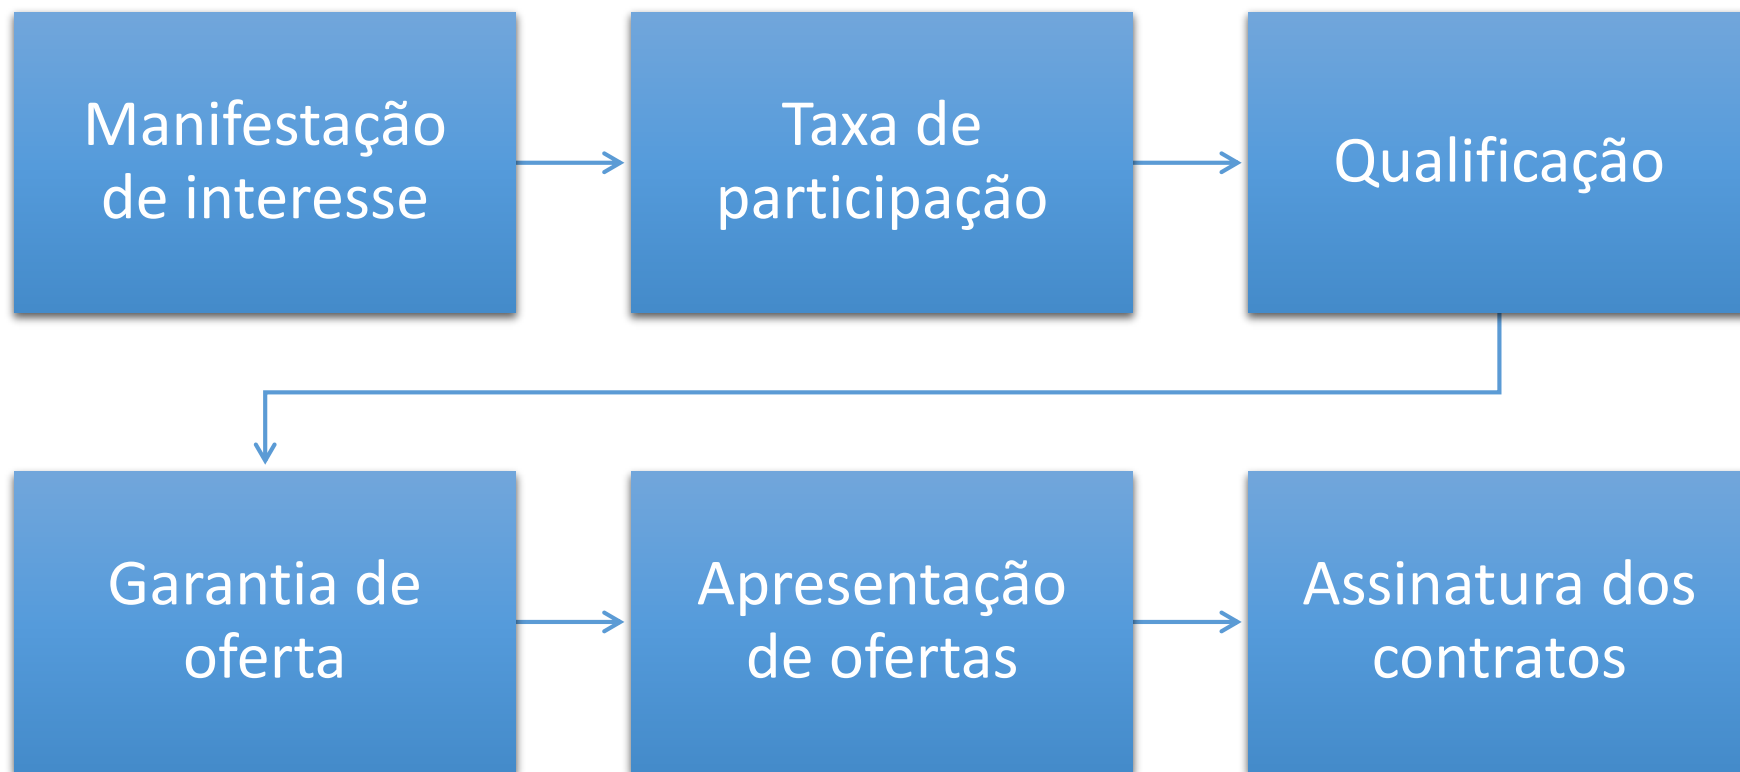 Manifestação
de interesse
Taxa de
participação
Qualificação
Garantia de
oferta
Apresentação
de ofertas
Assinatura dos
contratos